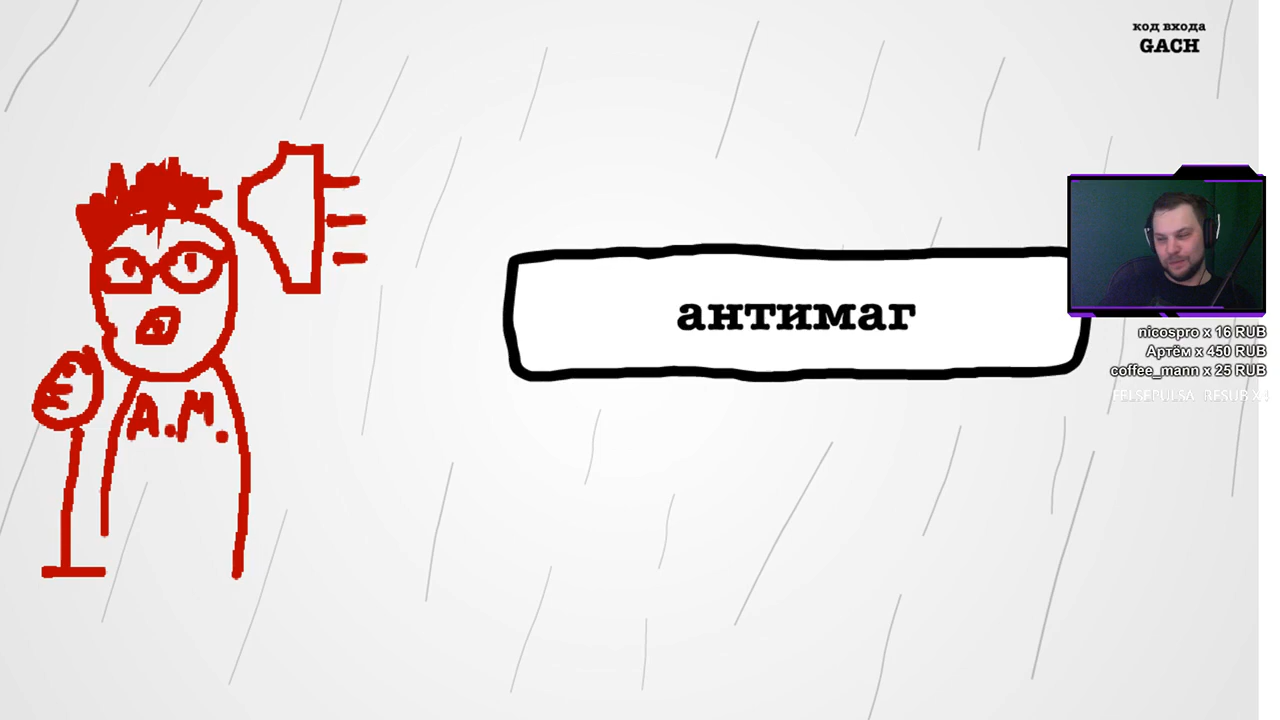 код входа
GACH
антимаг
A.M.
nicospro x 16 RUB
Артём x 450 RUB
coffee_mann x 25 RUB